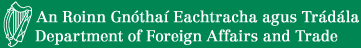 An Roinn Gnóthaí Eachtracha agus Trádála
Department of Foreign Affairs and Trade